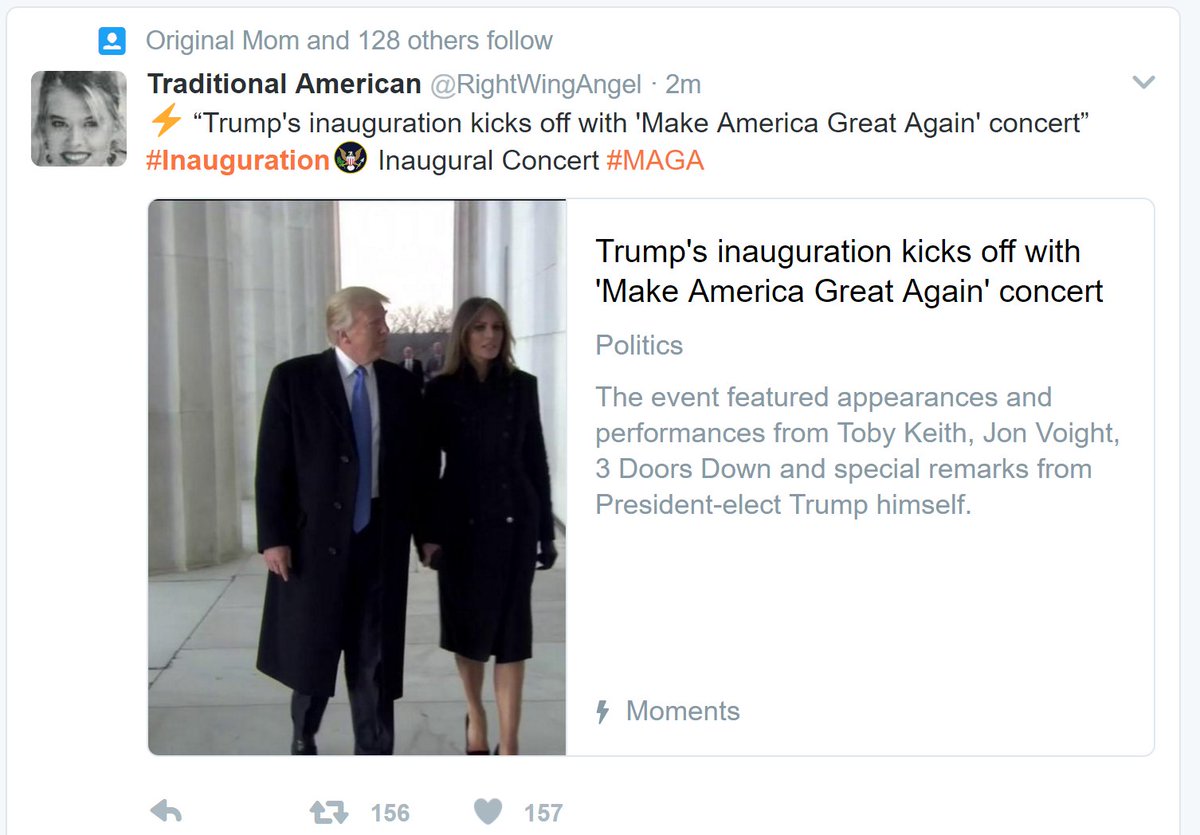 Original Mom and 128 others follow
Traditional American @RightWingAngel · 2m
⚡ “Trump's inauguration kicks off with 'Make America Great Again' concert”
#Inauguration Inaugural Concert #MAGA
Trump's inauguration kicks off with
'Make America Great Again' concert
Politics
The event featured appearances and
performances from Toby Keith, Jon Voight,
3 Doors Down and special remarks from
President-elect Trump himself.
Moments
156 157